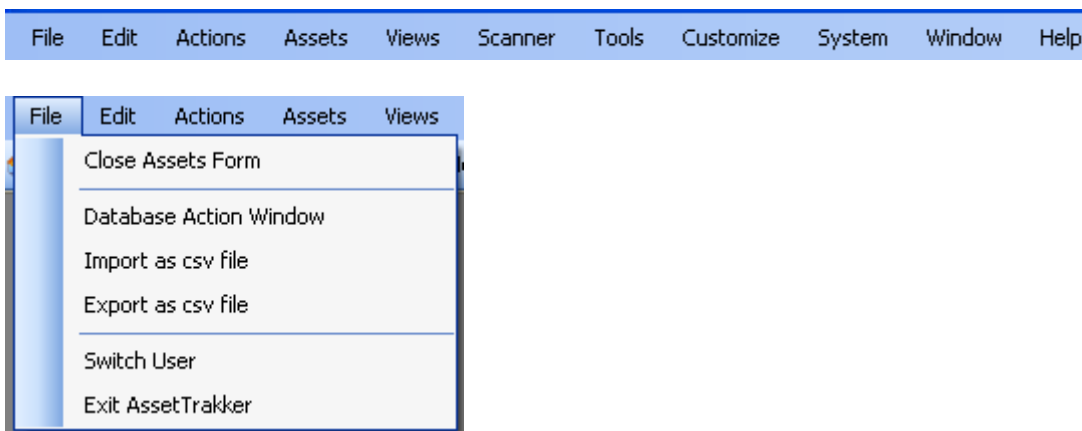 File Edit Actions Assets Views Scanner Tools Customize System Window Help
File Edit Actions Assets Views
Close Assets Form
Database Action Window
Import as csv file
Export as csv file
Switch User
Exit AssetTrakker